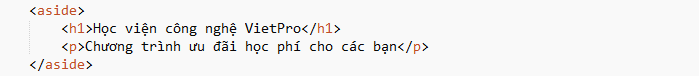 <aside>
<h1>Học viện công nghệ VietPro</h1>
<p>Chương trình ưu đãi học phí cho các bạn</p>
</aside>